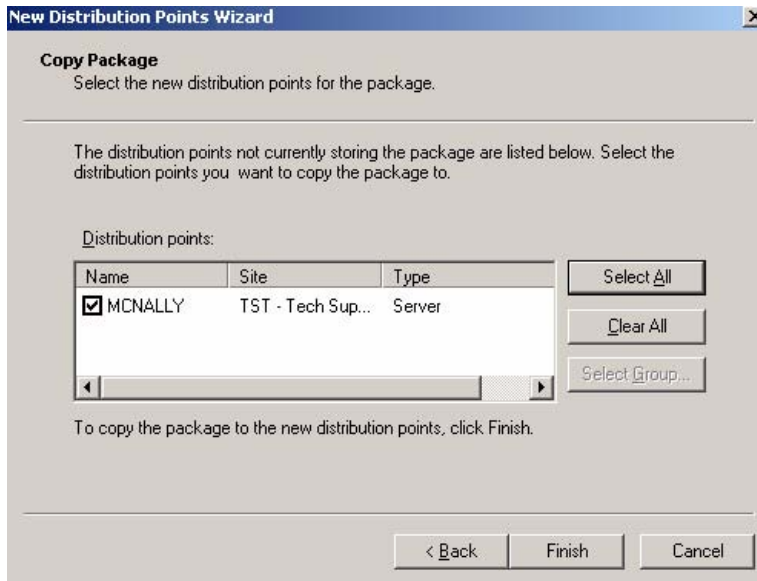 New Distribution Points Wizard
Copy Package
Select the new distribution points for the package.
The distribution points not currently storing the package are listed below. Select the
distribution points you want to copy the package to.
Distribution points:
Name Site Type
MCNALLY TST - Tech Sup... Server
Select All
Clear All
Select Group...
To copy the package to the new distribution points, click Finish.
< Back Finish Cancel